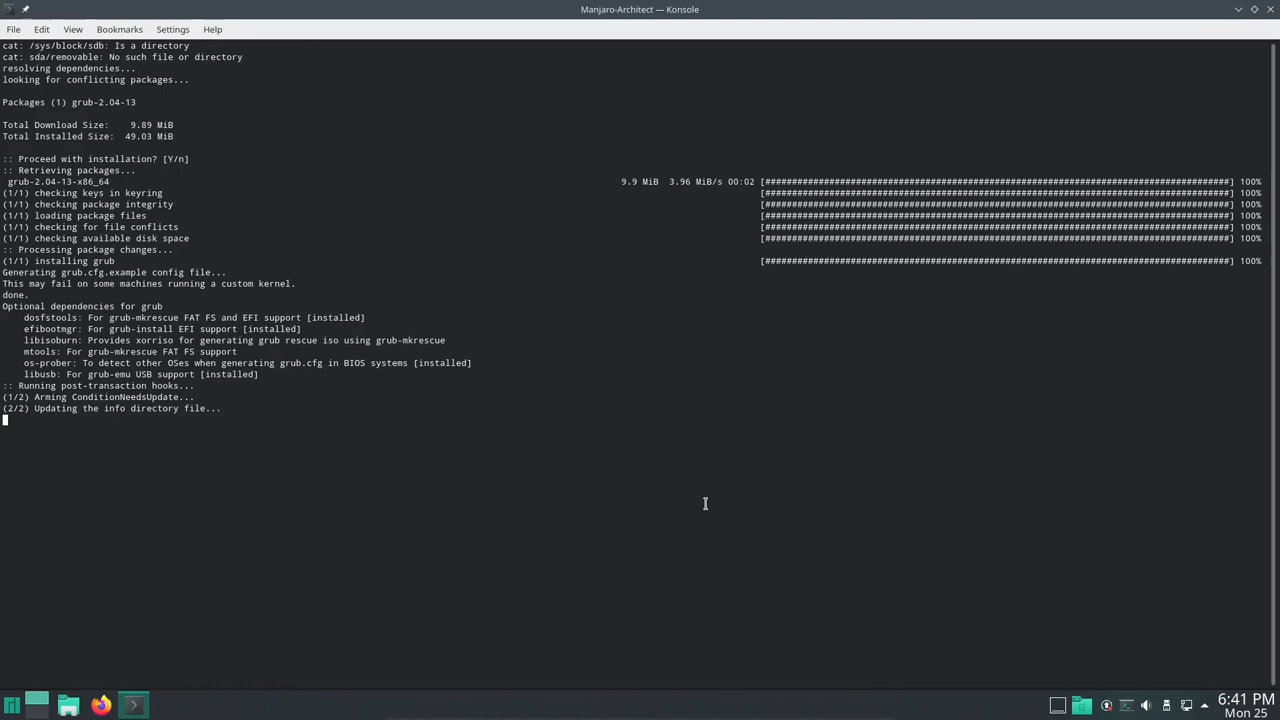 Manjaro-Architect — Konsole
File Edit View Bookmarks Settings Help
cat: /sys/block/sdb: Is a directory
cat: sda/removable: No such file or directory
resolving dependencies...
looking for conflicting packages...
Packages (1) grub-2.04-13
Total Download Size:    9.89 MiB
Total Installed Size:  49.03 MiB
:: Proceed with installation? [Y/n]
:: Retrieving packages...
grub-2.04-13-x86_64 9.9 MiB  3.96 MiB/s 00:02 [######################################################################################] 100%
(1/1) checking keys in keyring [######################################################################################] 100%
(1/1) checking package integrity [######################################################################################] 100%
(1/1) loading package files [######################################################################################] 100%
(1/1) checking for file conflicts [######################################################################################] 100%
(1/1) checking available disk space [######################################################################################] 100%
:: Processing package changes...
(1/1) installing grub [######################################################################################] 100%
Generating grub.cfg.example config file...
This may fail on some machines running a custom kernel.
done.
Optional dependencies for grub
    dosfstools: For grub-mkrescue FAT FS and EFI support [installed]
    efibootmgr: For grub-install EFI support [installed]
    libisoburn: Provides xorriso for generating grub rescue iso using grub-mkrescue
    mtools: For grub-mkrescue FAT FS support
    os-prober: To detect other OSes when generating grub.cfg in BIOS systems [installed]
    libusb: For grub-emu USB support [installed]
:: Running post-transaction hooks...
(1/2) Arming ConditionNeedsUpdate...
(2/2) Updating the info directory file...
6:41 PM
Mon 25